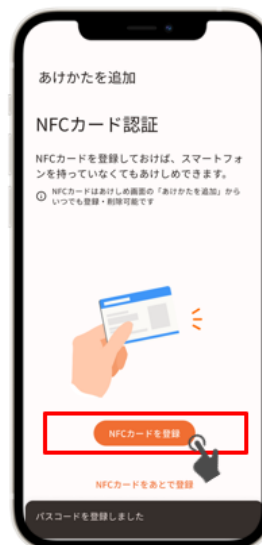 あけかたを追加
NFCカード認証
NFCカードを登録しておけば、スマートフォ
ンを持っていなくてもあけしめできます。
NFCカードはあけしめ画面の「あけかたを追加」から
いつでも登録・削除可能です
NFCカードを登録
NFCカードをあとで登録
パスコードを登録しました